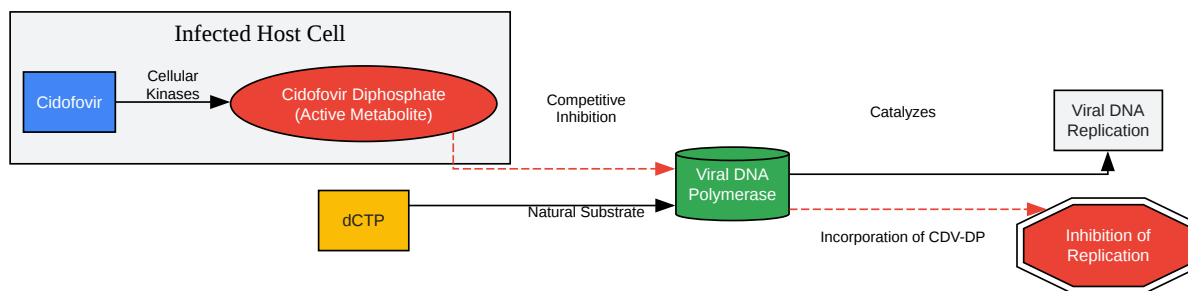 Infected Host Cell
Cidofovir
Cellular
Kinases
Cidofovir Diphosphate
(Active Metabolite)
Competitive
Inhibition
Catalyzes
Viral DNA
Replication
dCTP
Natural Substrate
Viral DNA
Polymerase
Incorporation of CDV-DP
Inhibition of
Replication